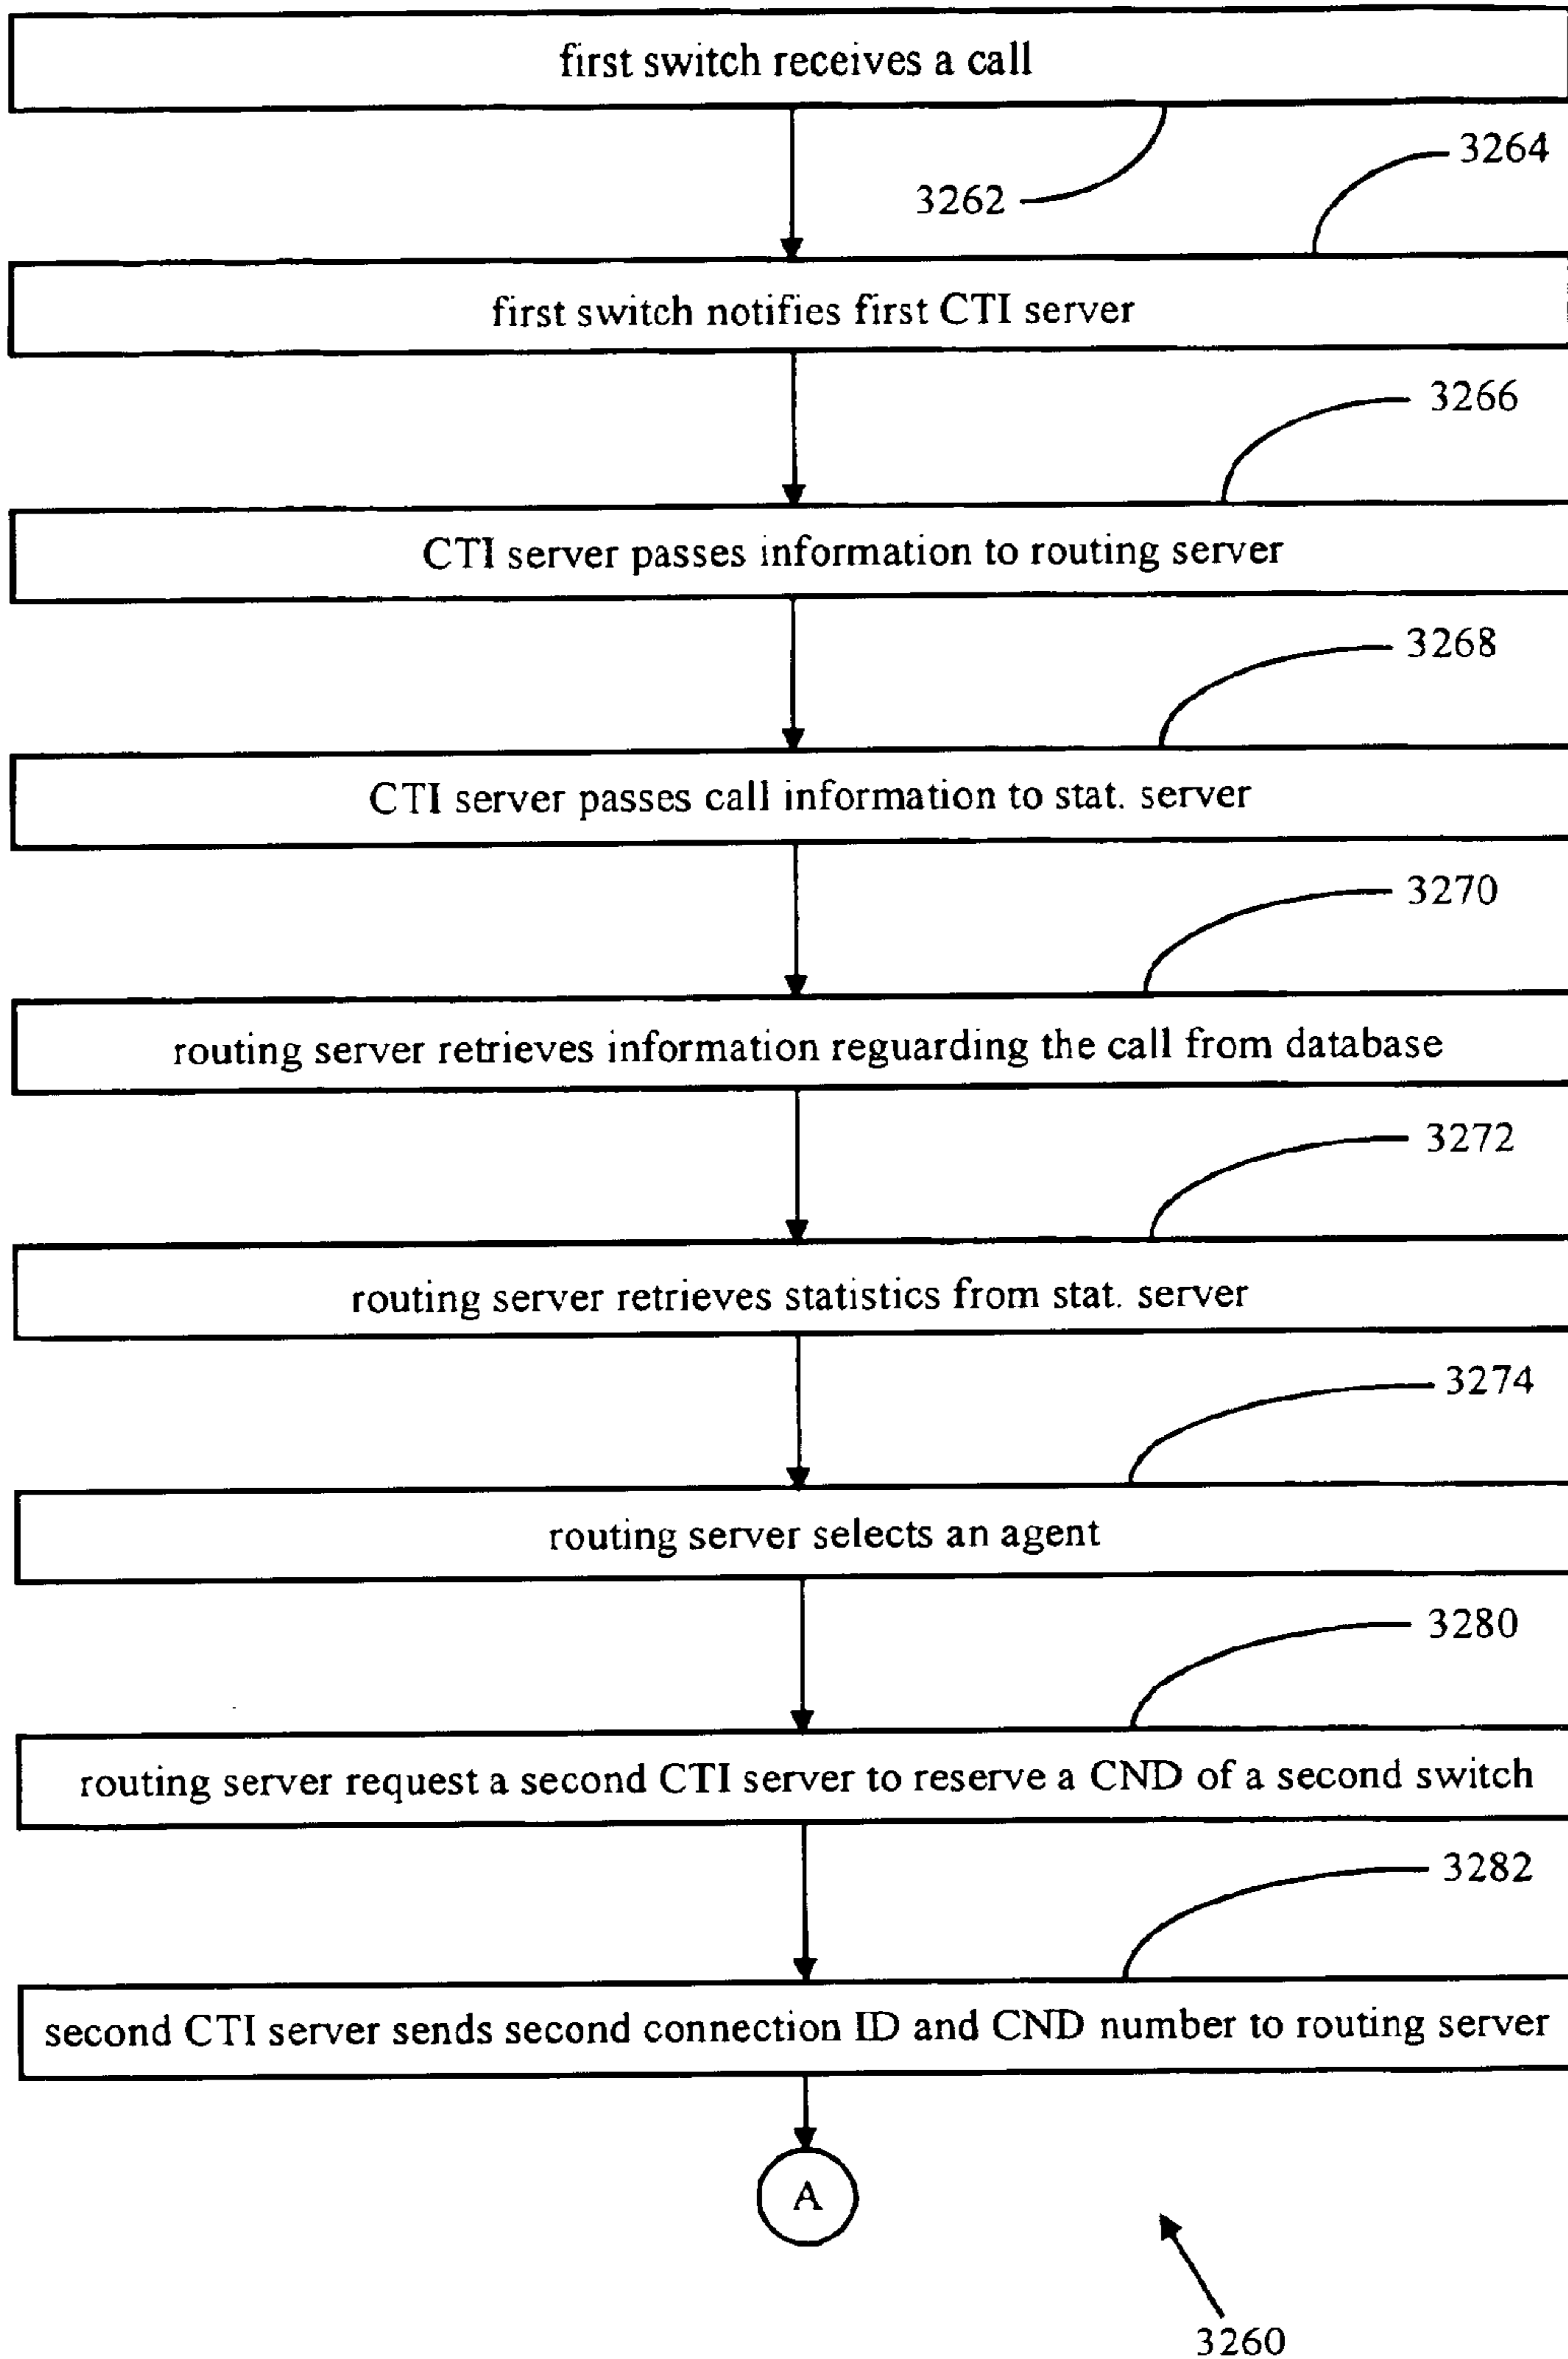 first switch receives a call
3262
3264
first switch notifies first CTI server
3266
CTI server passes information to routing server
3268
CTI server passes call information to stat. server
3270
routing server retrieves information reguarding the call from database
3272
routing server retrieves statistics from stat. server
3274
routing server selects an agent
3280
routing server request a second CTI server to reserve a CND of a second switch
3282
second CTI server sends second connection ID and CND number to routing server
A
3260